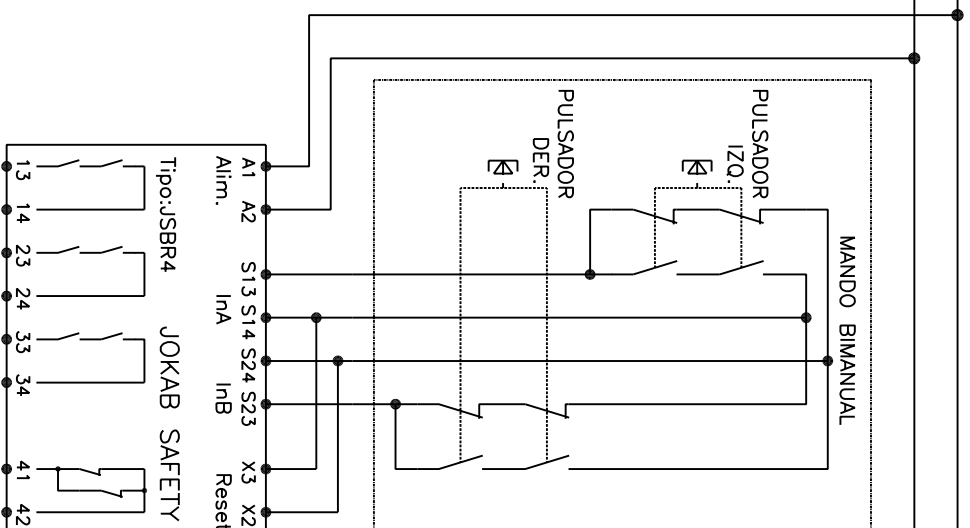 MANDO BIMANUAL
PULSADOR
IZQ.
PULSADOR
DER.
A1
A2
S13
S14
S24
S23
X3
X2
Alim.
InA
InB
Reset
Tipo:JSBR4
JOKAB SAFETY
13
14
23
24
33
34
41
42